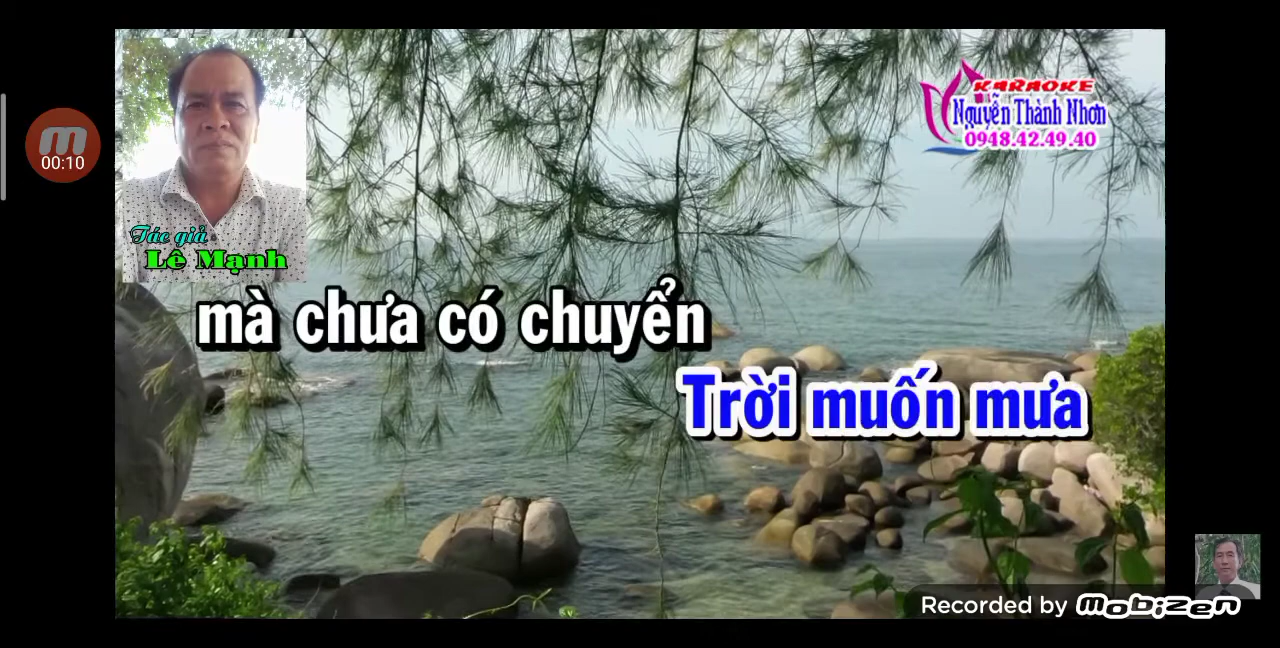 00:10
KARAOKE
Nguyễn Thành Nhơn
0948.42.49.40
Tác giả
Lê Mạnh
mà chưa có chuyển
Trời muốn mưa
Recorded by mobizen